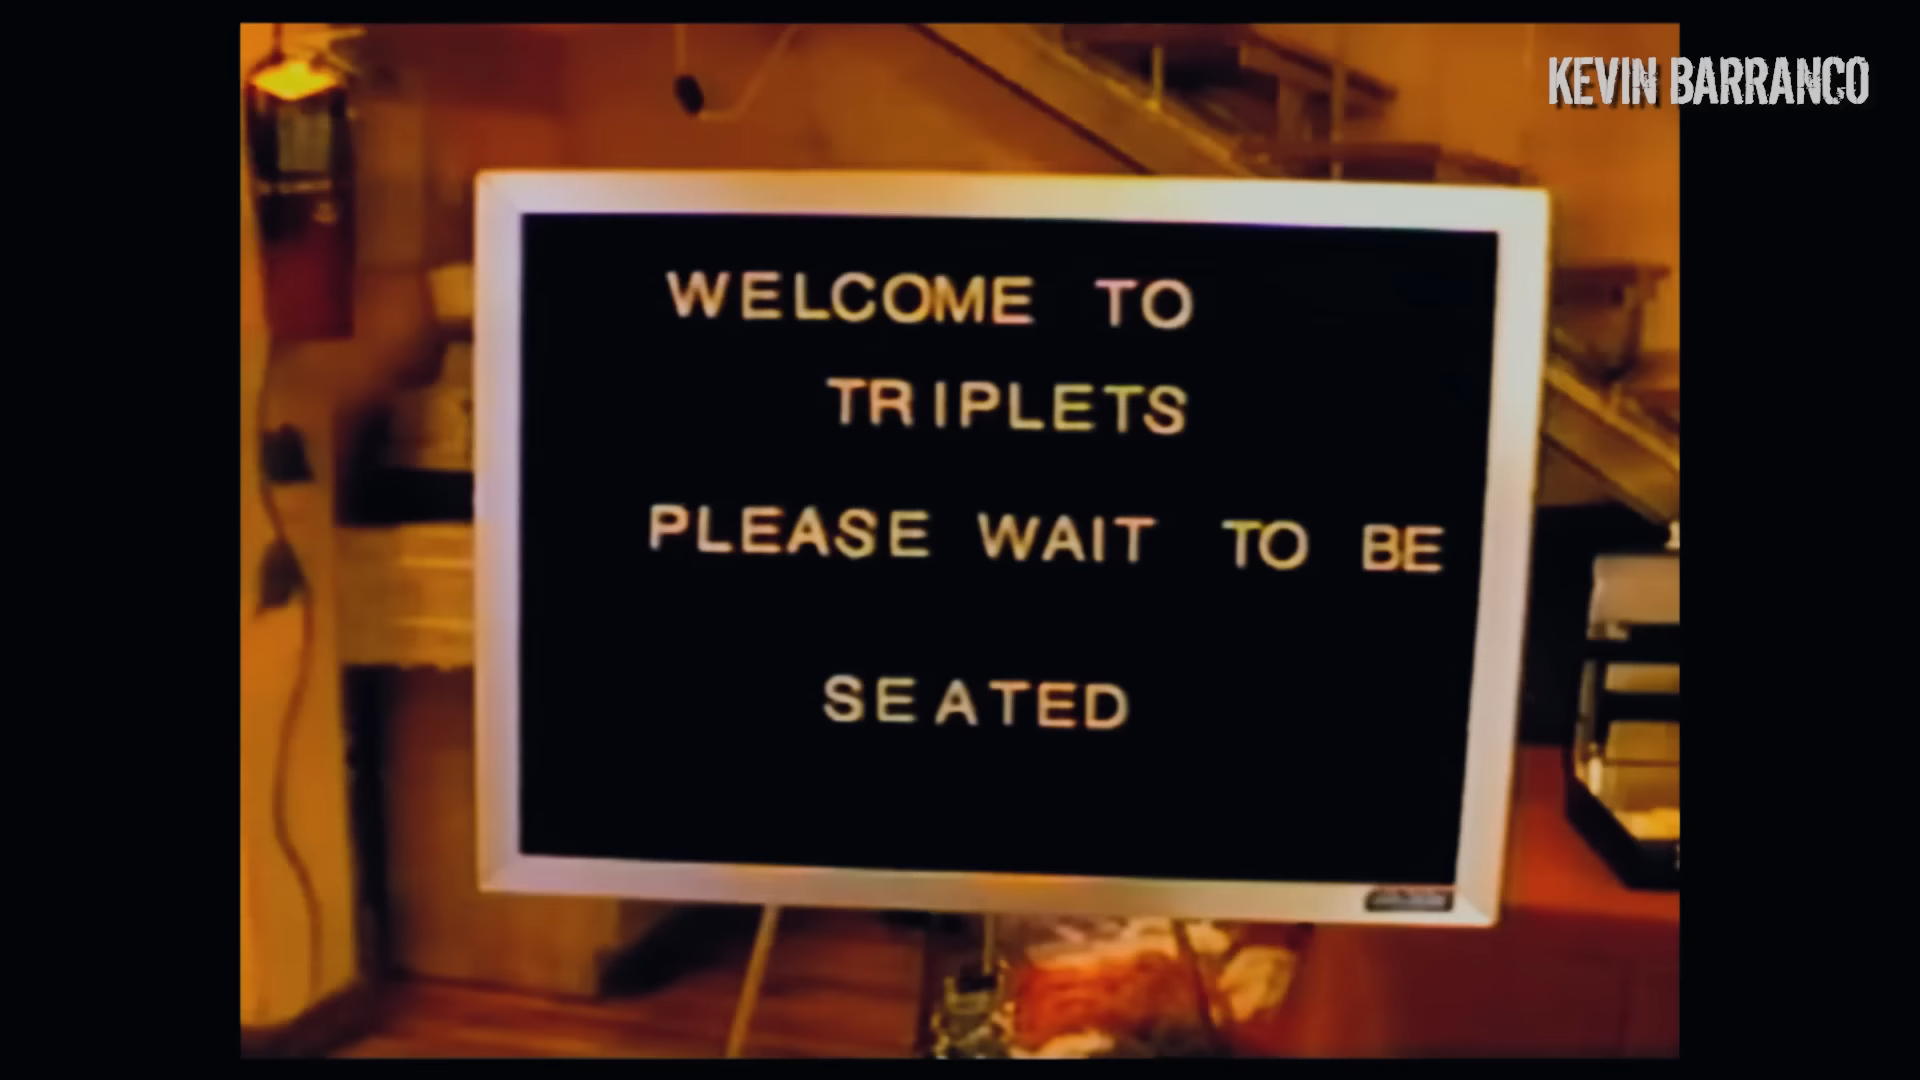 KEVIN BARRANCO
WELCOME TO
TRIPLETS
PLEASE WAIT TO BE
SEATED